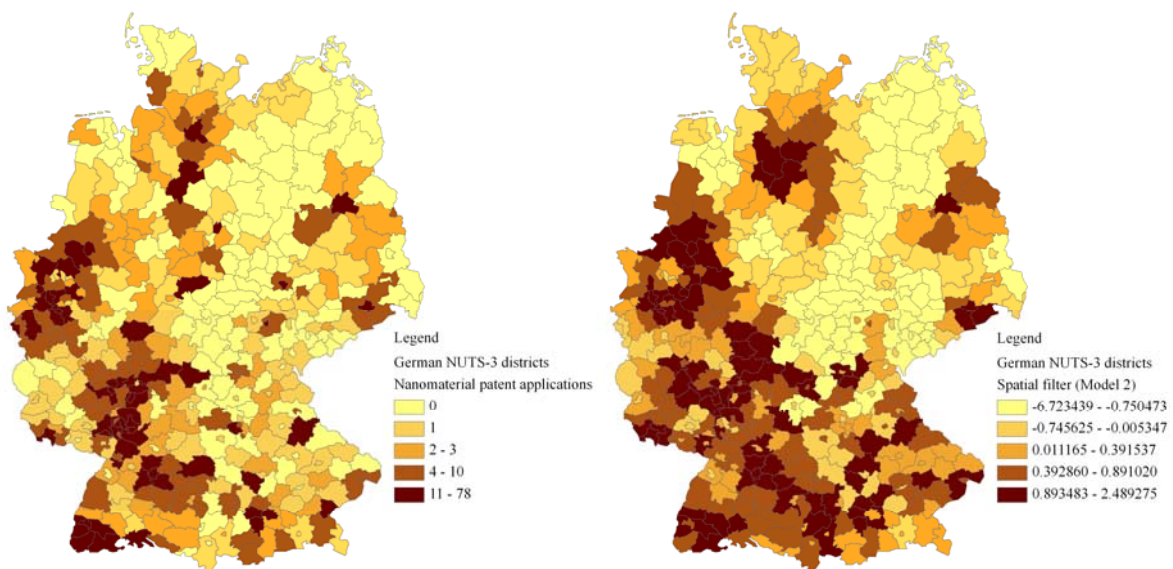 Legend
German NUTS-3 districts
Nanomaterial patent applications
0
1
2 - 3
4 - 10
11 - 78
Legend
German NUTS-3 districts
Spatial filter (Model 2)
-6.723439 - -0.750473
-0.745625 - -0.005347
0.011165 - 0.391537
0.392860 - 0.891020
0.893483 - 2.489275